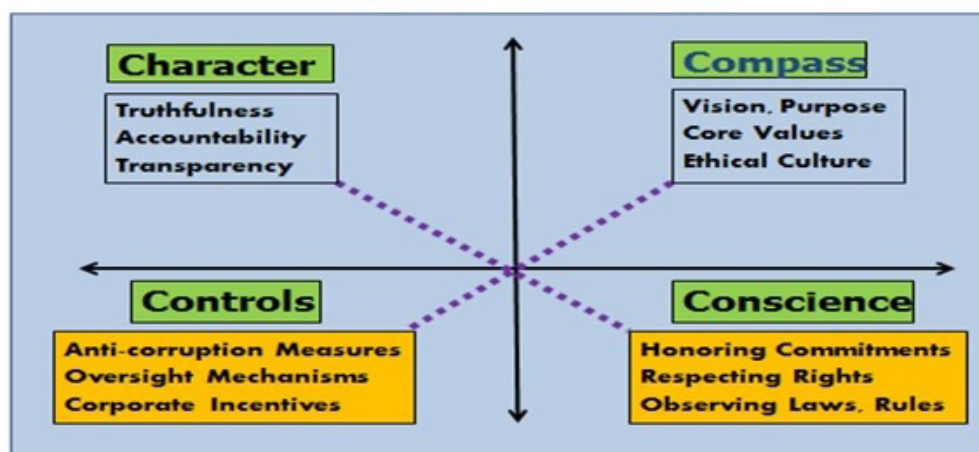 Character
Truthfulness
Accountability
Transparency
Compass
Vision, Purpose
Core Values
Ethical Culture
Controls
Anti-corruption Measures
Oversight Mechanisms
Corporate Incentives
Conscience
Honoring Commitments
Respecting Rights
Observing Laws, Rules